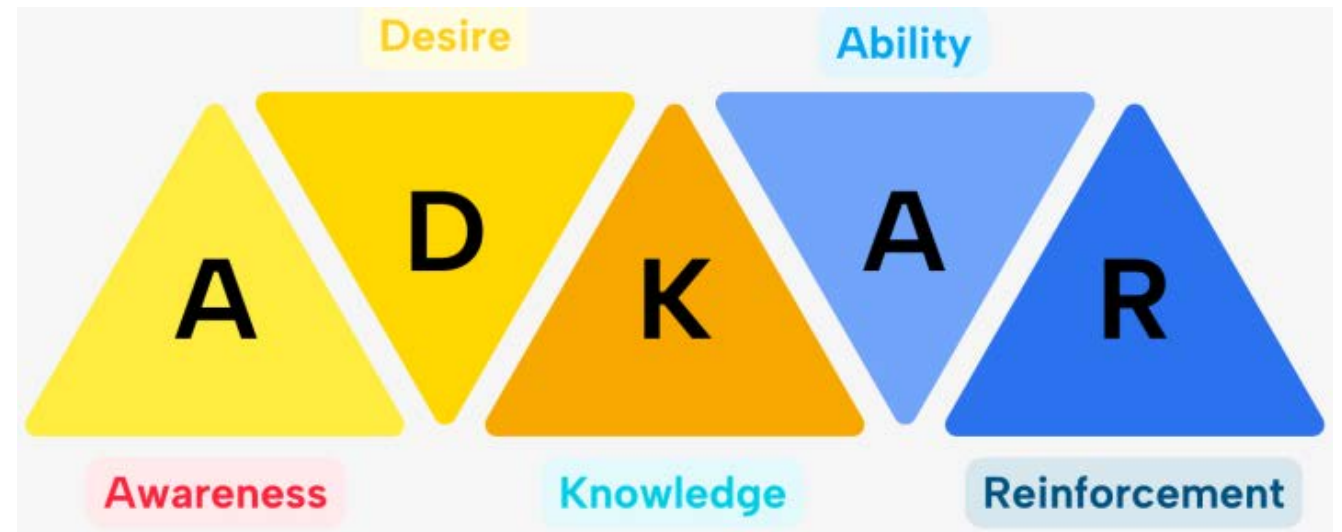 Desire
Ability
A
D
K
A
R
Awareness
Knowledge
Reinforcement